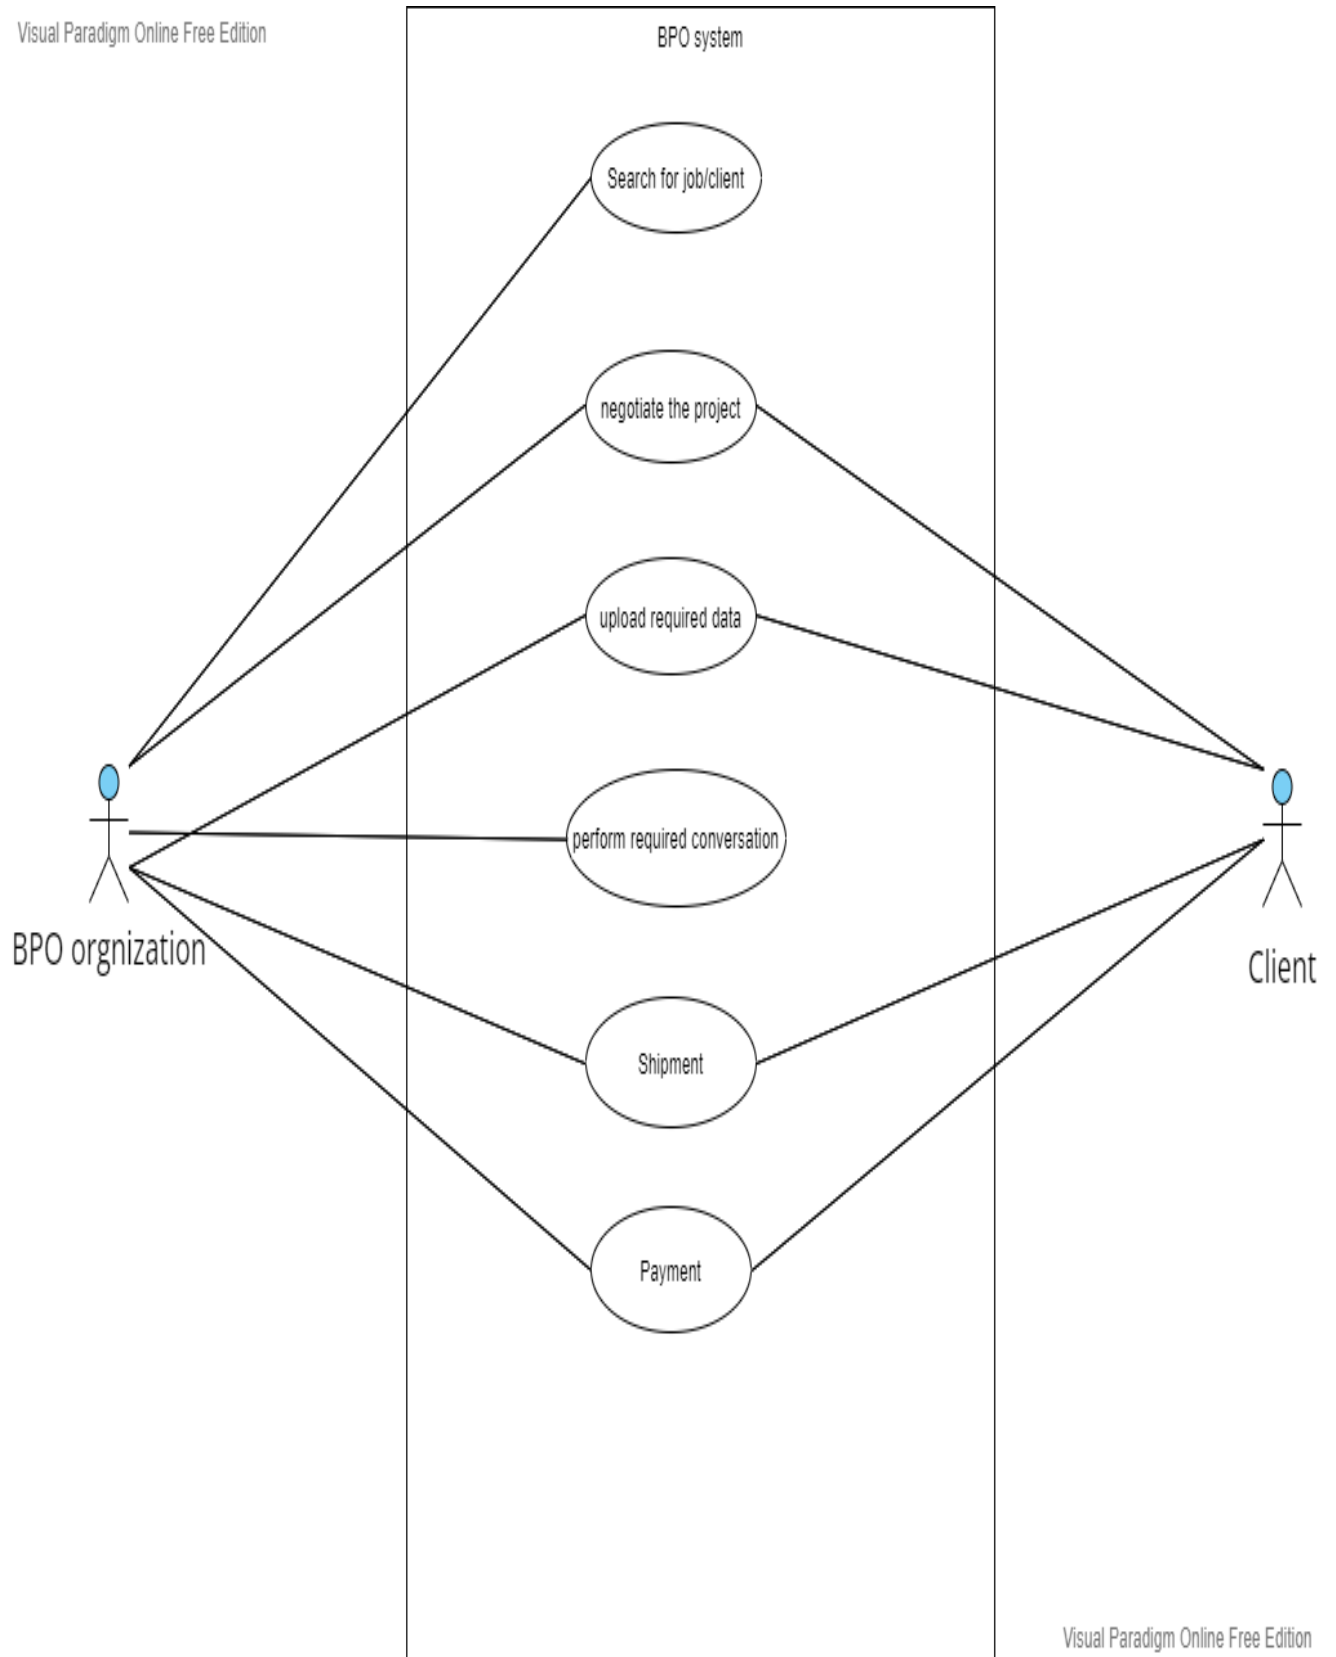 Visual Paradigm Online Free Edition
BPO system
Search for job/client
negotiate the project
upload required data
perform required conversation
BPO orgnization
Client
Shipment
Payment
Visual Paradigm Online Free Edition